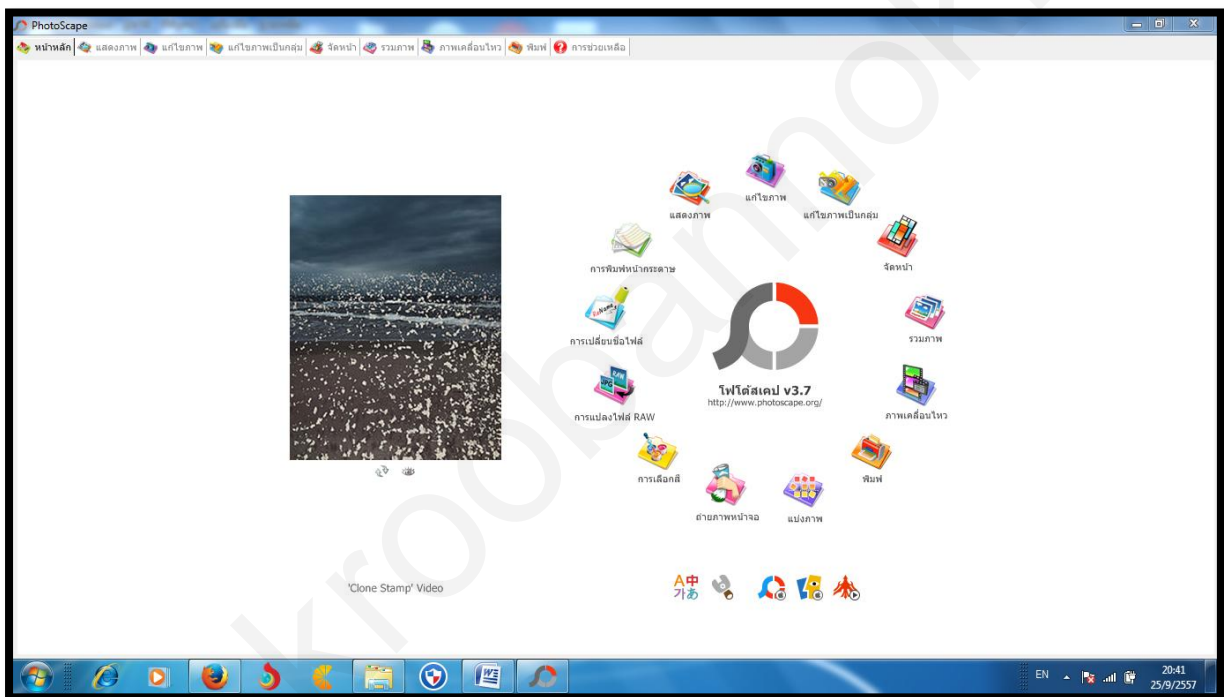 PhotoScape
หน้าหลัก แสดงภาพ แก้ไขภาพ แก้ไขภาพเป็นกลุ่ม จัดหน้า รวมภาพ ภาพเคลื่อนไหว พิมพ์ การช่วยเหลือ
แก้ไขภาพ
แสดงภาพ
แก้ไขภาพเป็นกลุ่ม
การพิมพ์หน้ากระดาษ
จัดหน้า
ReName
การเปลี่ยนชื่อไฟล์
รวมภาพ
RAW
JPG
โฟโต้สเคป v3.7
http://www.photoscape.org/
การแปลงไฟล์ RAW
ภาพเคลื่อนไหว
การเลือกสี
พิมพ์
ถ่ายภาพหน้าจอ
แบ่งภาพ
'Clone Stamp' Video
A中
가あ
EN
20:41
25/9/2557
krobannok